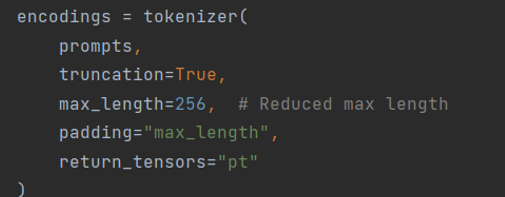 encodings = tokenizer(
    prompts,
    truncation=True,
    max_length=256,  # Reduced max length
    padding="max_length",
    return_tensors="pt"
)